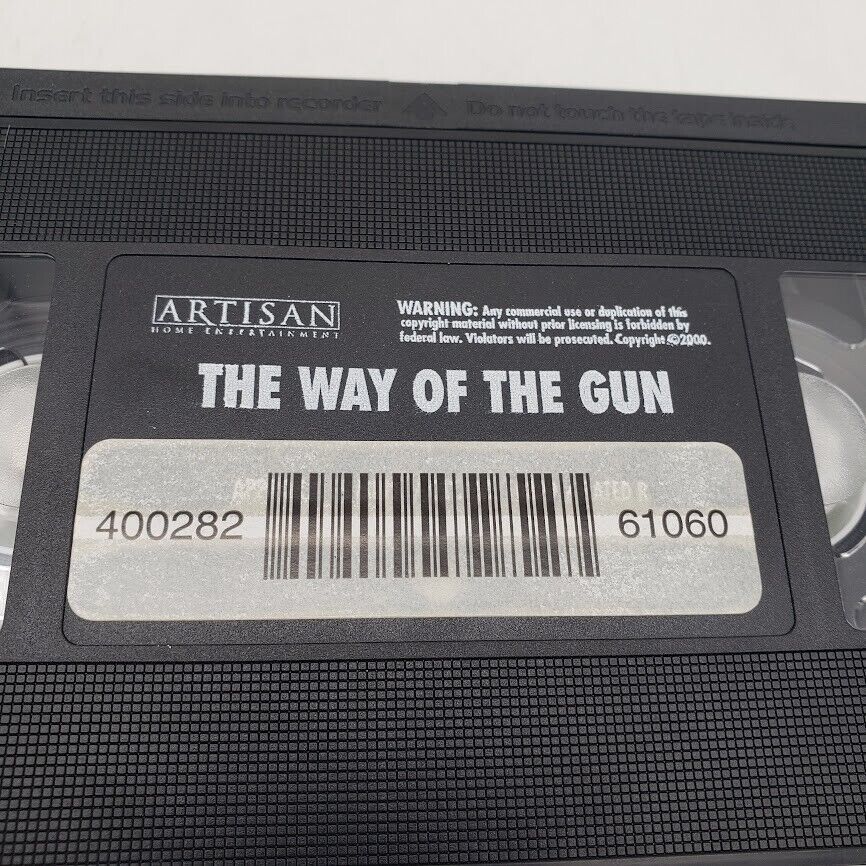 Insert this side into recorder Do not touch the tape inside
ARTISAN
HOME ENTERTAINMENT
WARNING: Any commercial use or duplication of this
copyright material without prior licensing is forbidden by
federal law. Violators will be prosecuted. Copyright ©2000.
THE WAY OF THE GUN
400282 61060